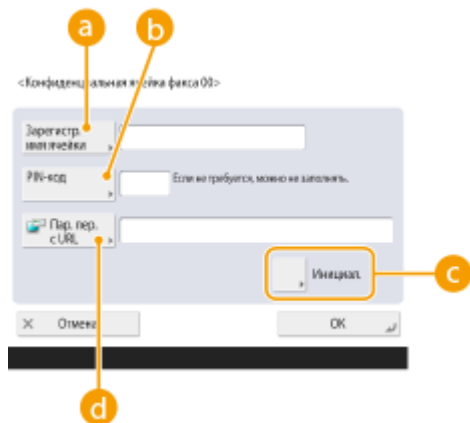 a b
<Конфиденциальная ячейка факса 00>
Зарегистр.
имя ячейки
PIN-код
Если не требуется, можно не заполнять.
Пар. пер.
с URL
Инициал.
c
Отмена
OK
d